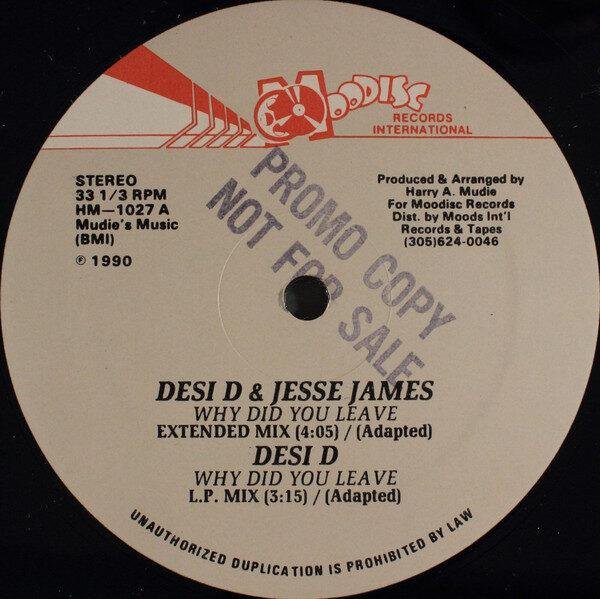 MOODISC
RECORDS
INTERNATIONAL
STEREO
33 1/3 RPM
HM—1027 A
Mudie's Music
(BMI)
℗ 1990
Produced & Arranged by
Harry A. Mudie
For Moodisc Records
Dist. by Moods Int'l
Records & Tapes
(305)624-0046
PROMO COPY
NOT FOR SALE
DESI D & JESSE JAMES
WHY DID YOU LEAVE
EXTENDED MIX (4:05) / (Adapted)
DESI D
WHY DID YOU LEAVE
L.P. MIX (3:15) / (Adapted)
UNAUTHORIZED DUPLICATION IS PROHIBITED BY LAW